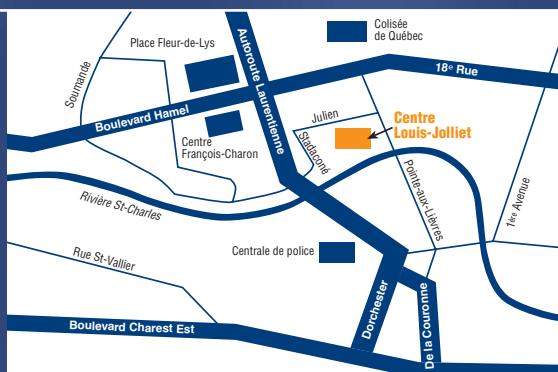 Colisée
de Québec
Place Fleur-de-Lys
Autoroute Laurentienne
18e Rue
Soumande
Boulevard Hamel
Julien
Centre
Louis-Jolliet
Centre
François-Charon
Stadaconé
Pointe-aux-Lièvres
1ère Avenue
Rivière St-Charles
Rue St-Vallier
Centrale de police
Dorchester
De la Couronne
Boulevard Charest Est